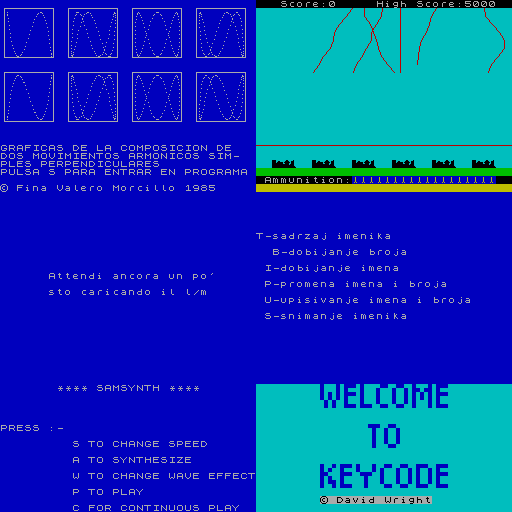 GRAFICAS DE LA COMPOSICION DE
DOS MOVIMIENTOS ARMONICOS SIM-
PLES PERPENDICULARES
PULSA S PARA ENTRAR EN PROGRAMA
© Fina Valero Morcillo 1985
Score:0 High Score:5000
Ammunition:
Attendi ancora un po'
sto caricando il l/m
T-sadrzaj imenika
B-dobijanje broja
I-dobijanje imena
P-promena imena i broja
U-upisivanje imena i broja
S-snimanje imenika
**** SAMSYNTH ****
PRESS :-
S TO CHANGE SPEED
A TO SYNTHESIZE
W TO CHANGE WAVE EFFECT
P TO PLAY
C FOR CONTINUOUS PLAY
WELCOME
TO
KEYCODE
© David Wright